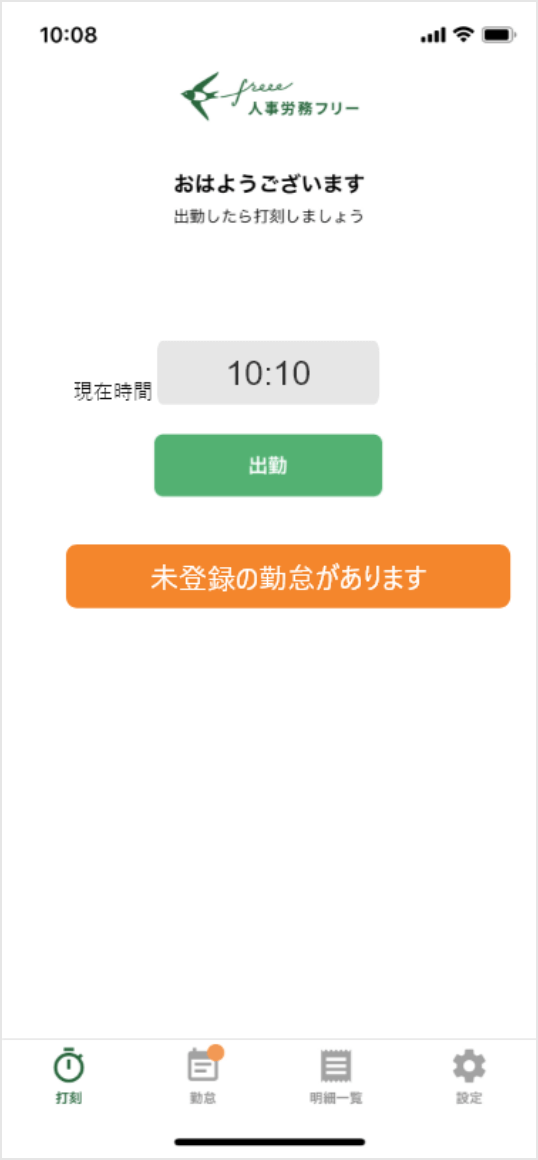 10:08
freee
人事労務フリー
おはようございます
出勤したら打刻しましょう
現在時間 10:10
出勤
未登録の勤怠があります
打刻 勤怠 明細一覧 設定